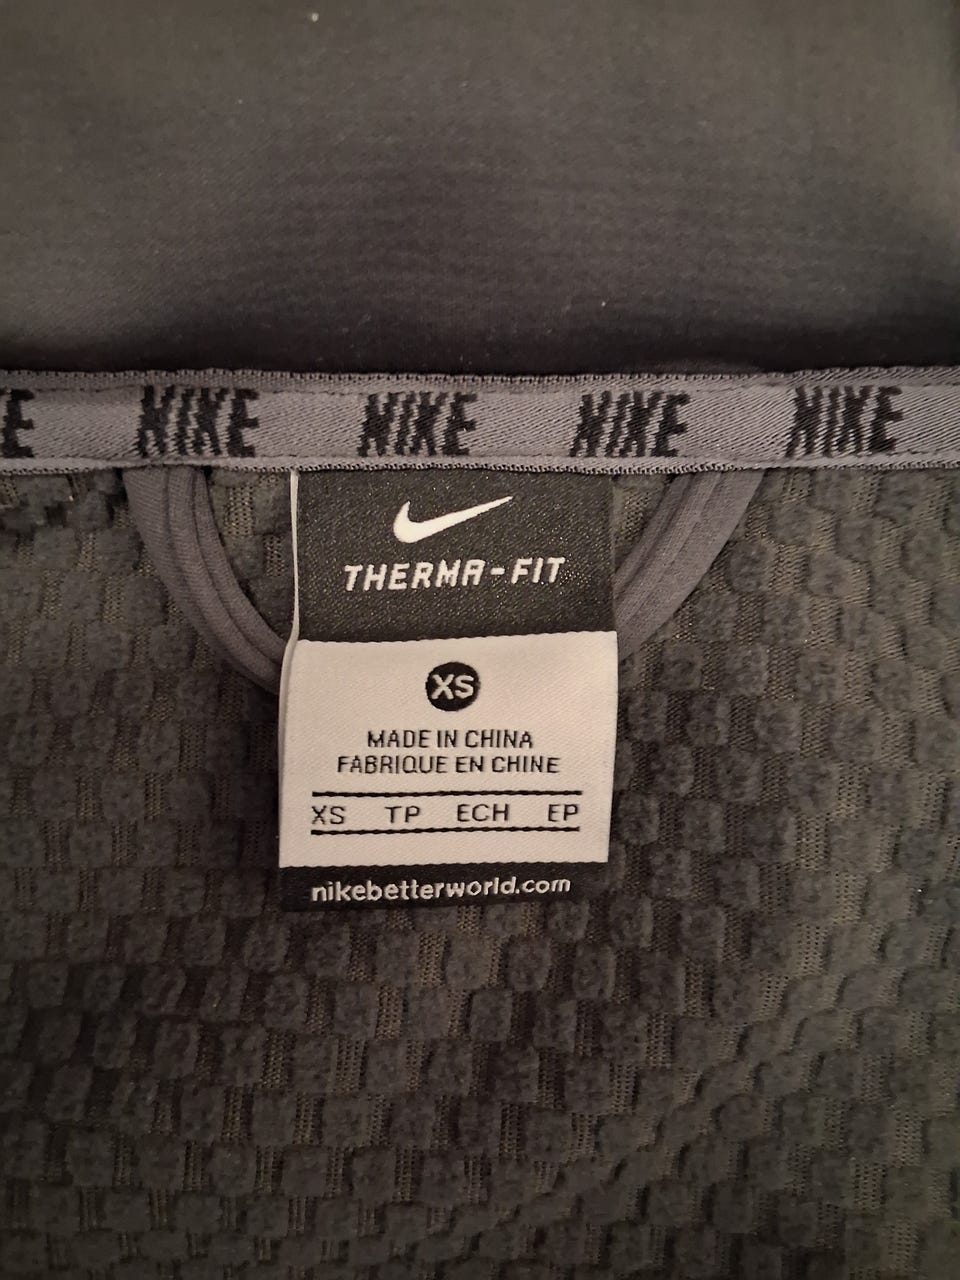 E NIKE NIKE NIKE NIKE
THERMA-FIT
XS
MADE IN CHINA
FABRIQUE EN CHINE
XS TP ECH EP
nikebetterworld.com